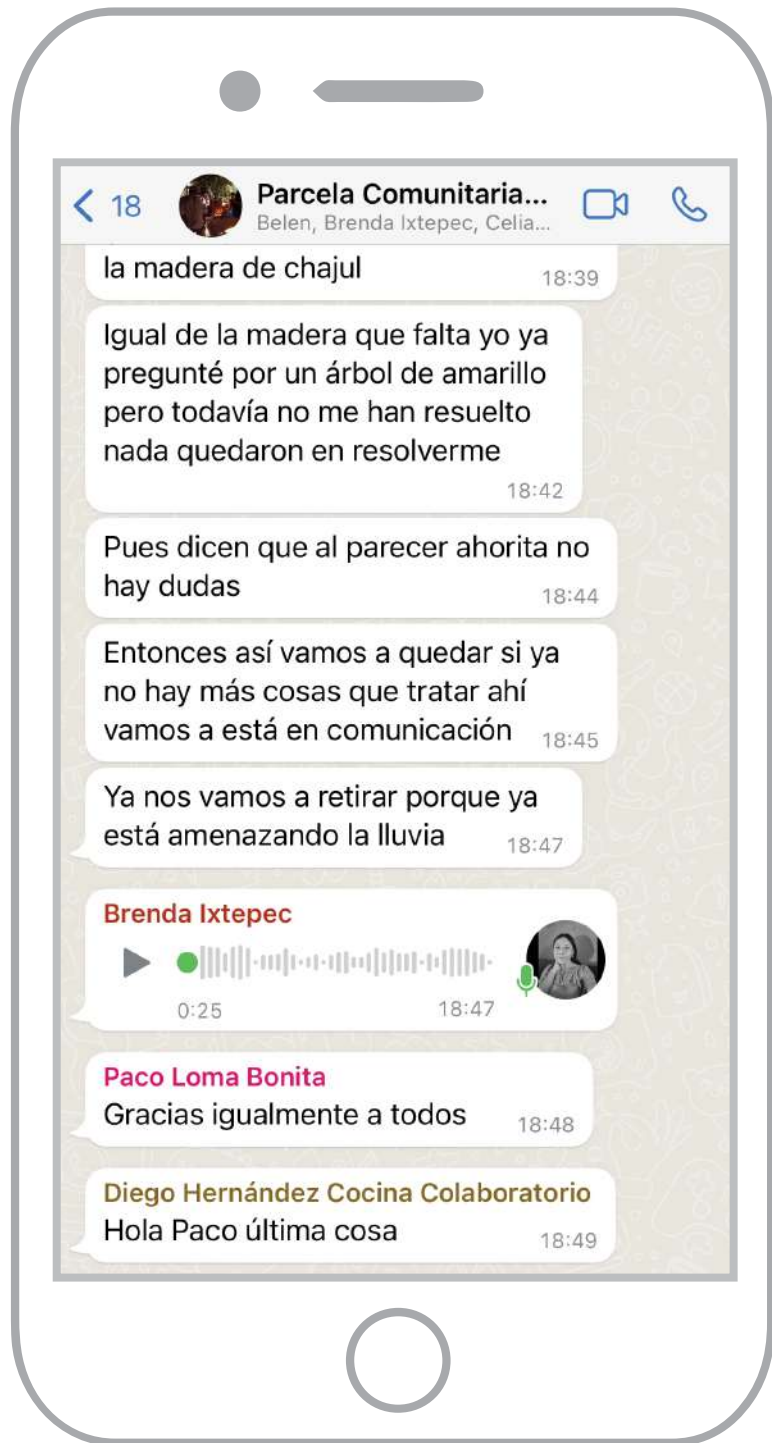 18
Parcela Comunitaria...
Belen, Brenda Ixtepec, Celia...
la madera de chajul
18:39
Igual de la madera que falta yo ya
pregunté por un árbol de amarillo
pero todavía no me han resuelto
nada quedaron en resolverme
18:42
Pues dicen que al parecer ahorita no
hay dudas
18:44
Entonces así vamos a quedar si ya
no hay más cosas que tratar ahí
vamos a está en comunicación
18:45
Ya nos vamos a retirar porque ya
está amenazando la lluvia
18:47
Brenda Ixtepec
0:25
18:47
Paco Loma Bonita
Gracias igualmente a todos
18:48
Diego Hernández Cocina Colaboratorio
Hola Paco última cosa
18:49